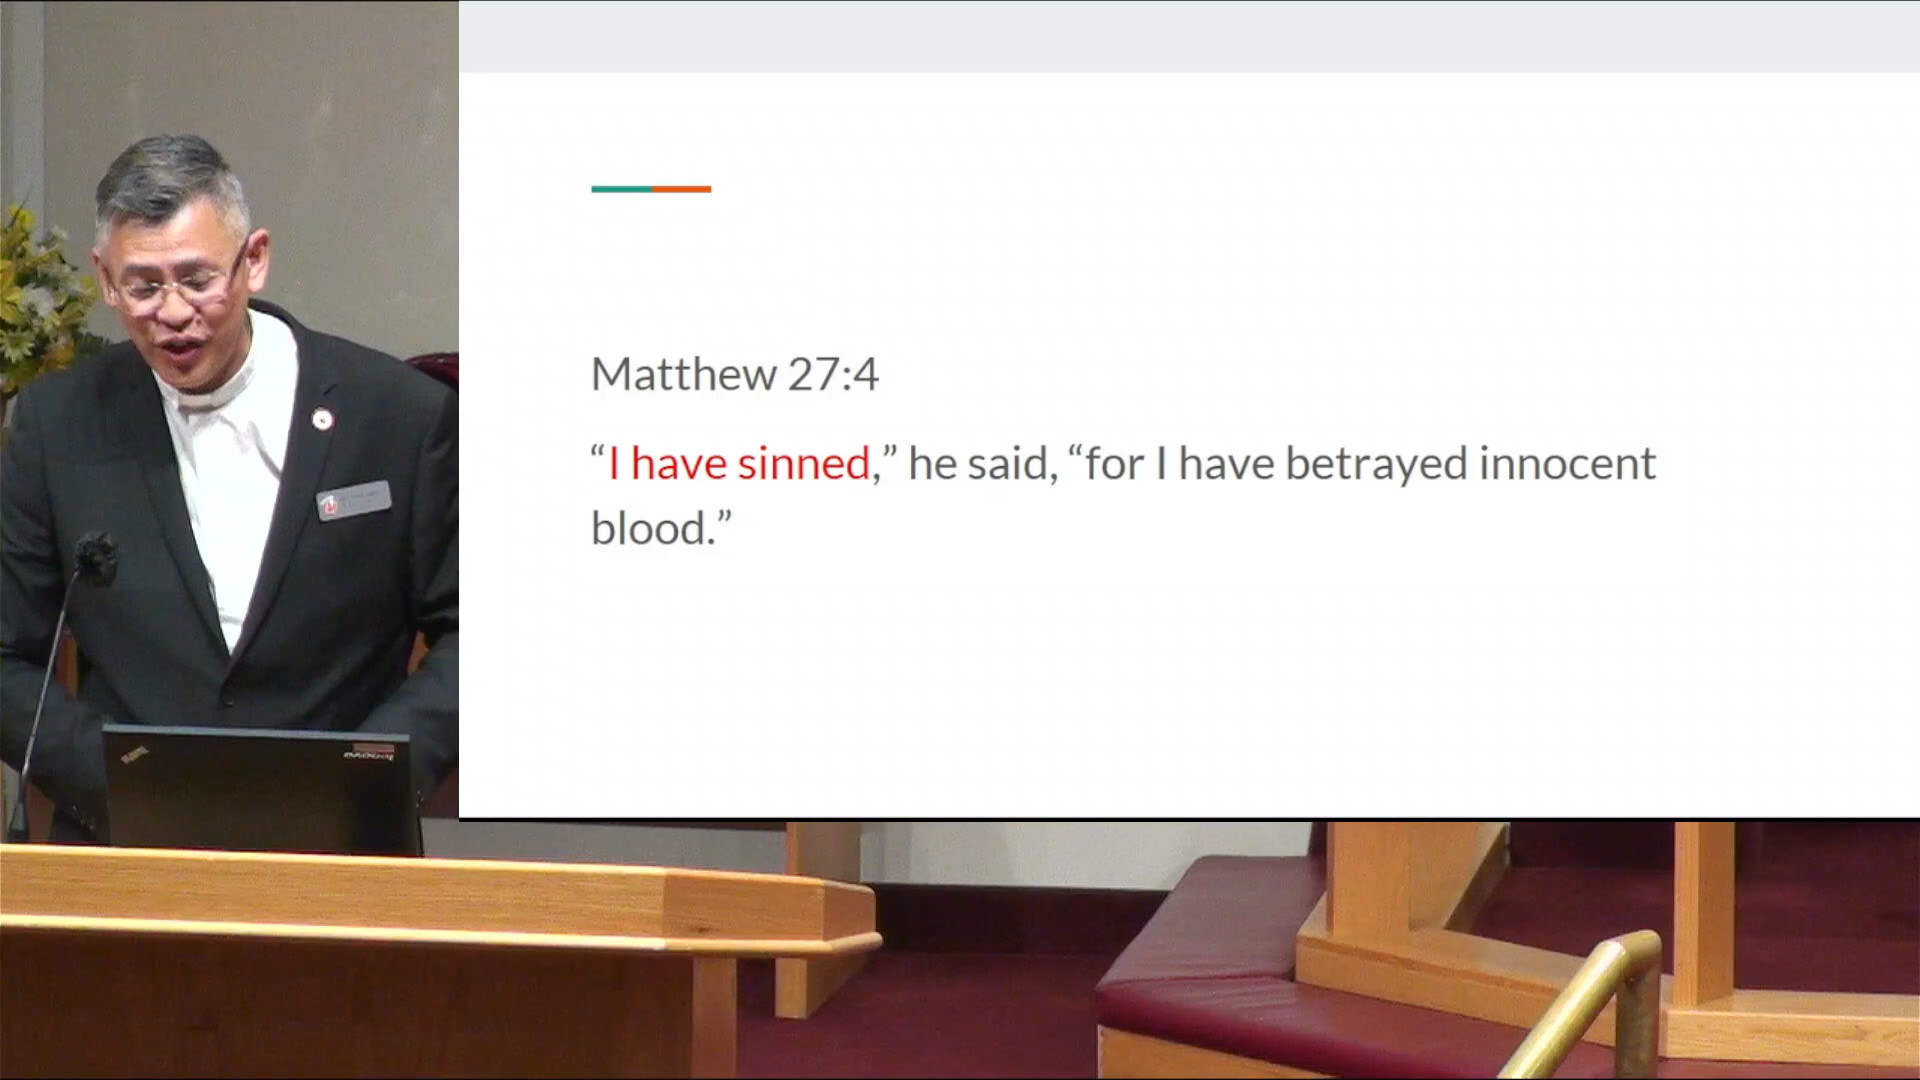 Matthew 27:4
“I have sinned,” he said, “for I have betrayed innocent
blood.”